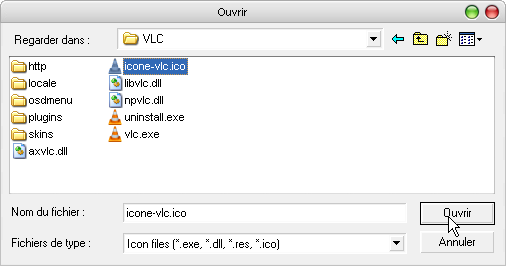 Ouvrir
Regarder dans : VLC
http icone-vlc.ico
locale libvlc.dll
osdmenu npvlc.dll
plugins uninstall.exe
skins vlc.exe
axvlc.dll
Nom du fichier : icone-vlc.ico Ouvrir
Fichiers de type : Icon files (*.exe, *.dll, *.res, *.ico) Annuler